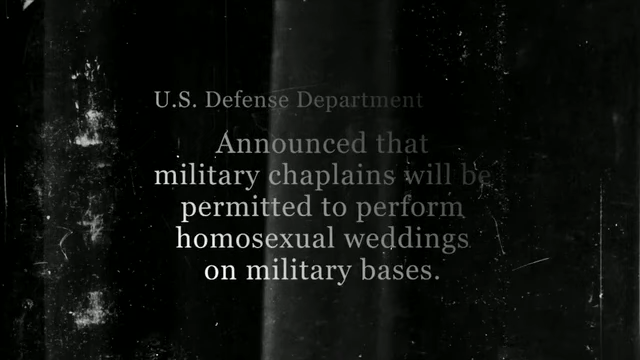 U.S. Defense Department
Announced that
military chaplains will be
permitted to perform
homosexual weddings
on military bases.